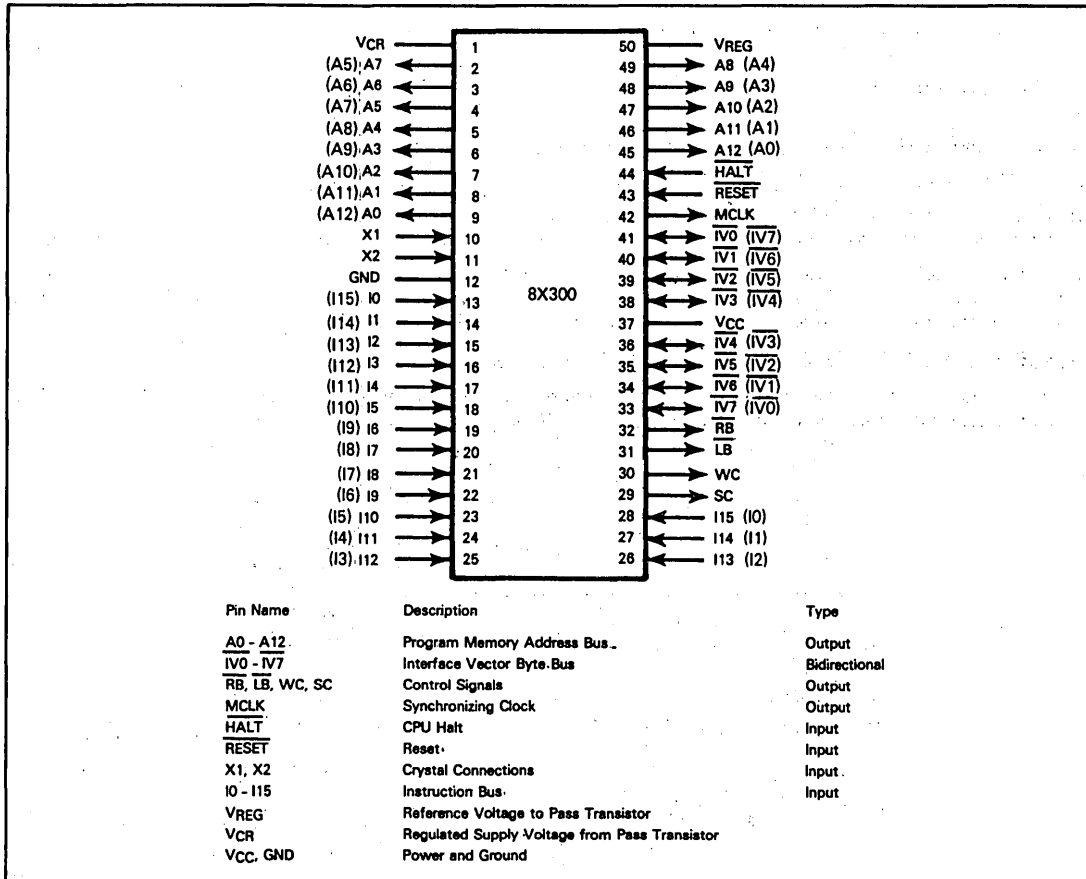 VCR 1 50 VREG
(A5) A7 2 49 A8 (A4)
(A6) A6 3 48 A9 (A3)
(A7) A5 4 47 A10 (A2)
(A8) A4 5 46 A11 (A1)
(A9) A3 6 45 A12 (A0)
(A10) A2 7 44 HALT
(A11) A1 8 43 RESET
(A12) A0 9 42 MCLK
X1 10 41 IV0 (IV7)
X2 11 40 IV1 (IV6)
GND 12 39 IV2 (IV5)
8X300
(I15) I0 13 38 IV3 (IV4)
(I14) I1 14 37 VCC
(I13) I2 15 36 IV4 (IV3)
(I12) I3 16 35 IV5 (IV2)
(I11) I4 17 34 IV6 (IV1)
(I10) I5 18 33 IV7 (IV0)
(I9) I6 19 32 RB
(I8) I7 20 31 LB
(I7) I8 21 30 WC
(I6) I9 22 29 SC
(I5) I10 23 28 I15 (I0)
(I4) I11 24 27 I14 (I1)
(I3) I12 25 26 I13 (I2)
Pin Name Description Type
A0 - A12 Program Memory Address Bus Output
IV0 - IV7 Interface Vector Byte Bus Bidirectional
RB, LB, WC, SC Control Signals Output
MCLK Synchronizing Clock Output
HALT CPU Halt Input
RESET Reset Input
X1, X2 Crystal Connections Input
I0 - I15 Instruction Bus Input
VREG Reference Voltage to Pass Transistor
VCR Regulated Supply Voltage from Pass Transistor
VCC, GND Power and Ground